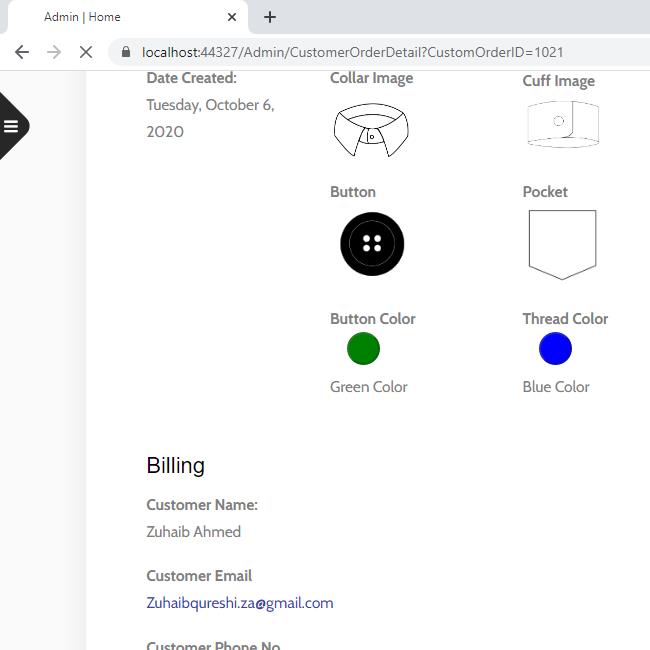 Admin | Home
localhost:44327/Admin/CustomerOrderDetail?CustomOrderID=1021
Date Created:
Tuesday, October 6,
2020
Collar Image
Cuff Image
Button
Pocket
Button Color
Thread Color
Green Color
Blue Color
Billing
Customer Name:
Zuhaib Ahmed
Customer Email
Zuhaibqureshi.za@gmail.com
Customer Phone No